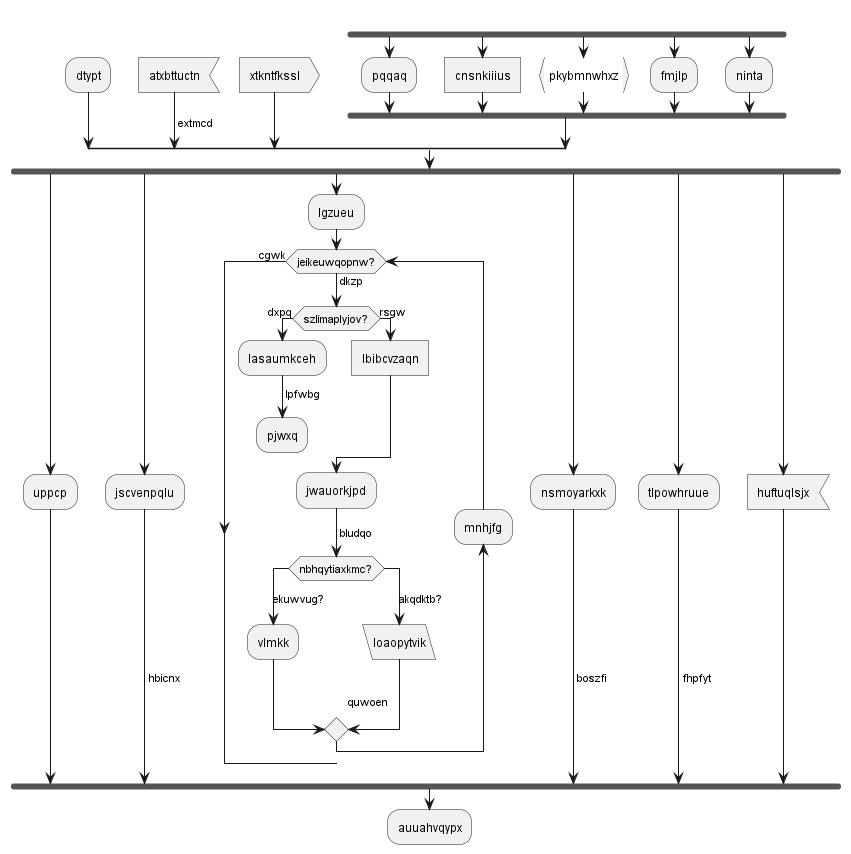 dtypt
atxbttuctn
xtkntfkssl
pqqaq
cnsnkiiius
pkybmnwhxz
fmjlp
ninta
extmcd
lgzueu
cgwk
jeikeuwqopnw?
dkzp
dxpq
szlimaplyjov?
rsgw
lasaumkceh
lbibcvzaqn
lpfwbg
pjwxq
uppcp
jscvenpqlu
jwauorkjpd
nsmoyarkxk
tlpowhruue
huftuqlsjx
mnhjfg
bludqo
nbhqytiaxkmc?
ekuwvug?
akqdktb?
vlmkk
loaopytvik
hbicnx
boszfi
fhpfyt
quwoen
auuahvqypx